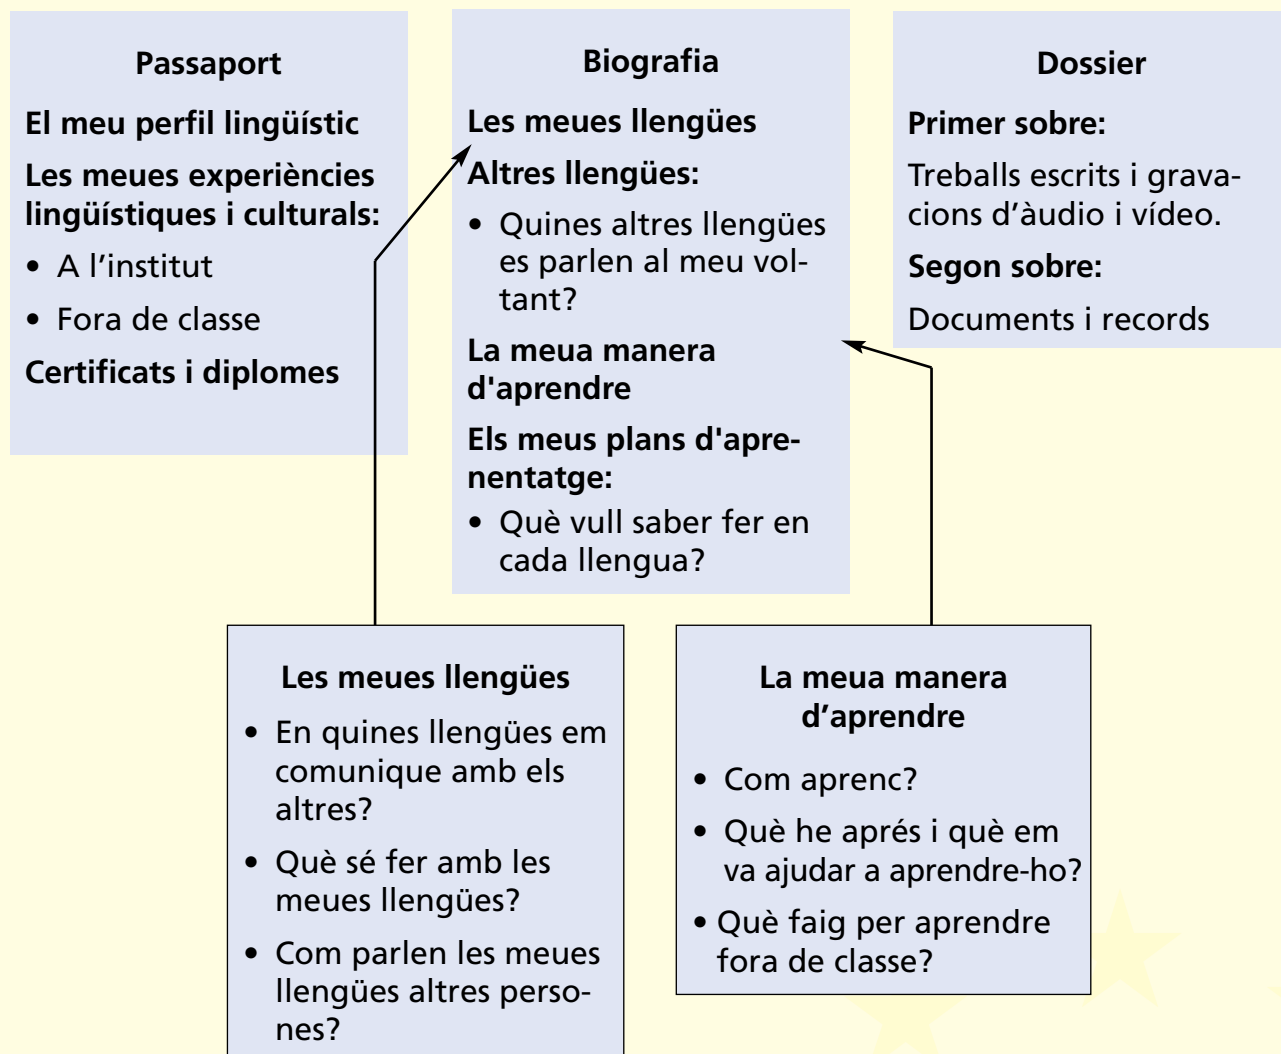 Passaport
El meu perfil lingüístic
Les meues experiències
lingüístiques i culturals:
• A l'institut
• Fora de classe
Certificats i diplomes
Biografia
Les meues llengües
Altres llengües:
• Quines altres llengües
es parlen al meu vol-
tant?
La meua manera
d'aprendre
Els meus plans d'apre-
nentatge:
• Què vull saber fer en
cada llengua?
Dossier
Primer sobre:
Treballs escrits i grava-
cions d'àudio i vídeo.
Segon sobre:
Documents i records
Les meues llengües
• En quines llengües em
comunique amb els
altres?
• Què sé fer amb les
meues llengües?
• Com parlen les meues
llengües altres perso-
nes?
La meua manera
d'aprendre
• Com aprenc?
• Què he aprés i què em
va ajudar a aprendre-ho?
• Què faig per aprendre
fora de classe?